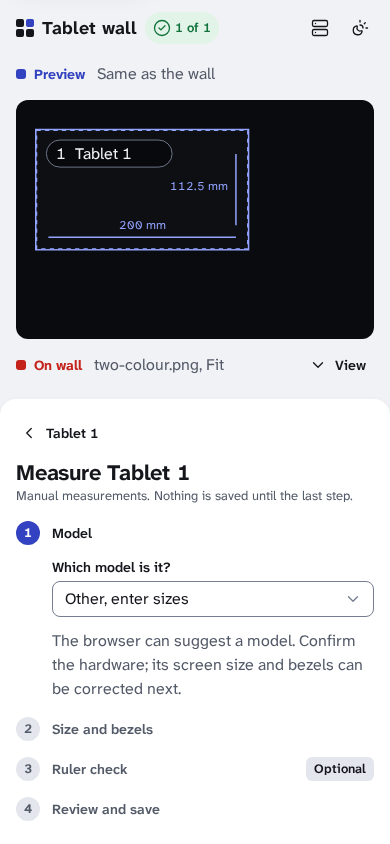 Tablet wall
1 of 1
Preview Same as the wall
1 Tablet 1
112.5 mm
200 mm
On wall two-colour.png, Fit
View
Tablet 1
Measure Tablet 1
Manual measurements. Nothing is saved until the last step.
1 Model
Which model is it?
Other, enter sizes
The browser can suggest a model. Confirm
the hardware; its screen size and bezels can
be corrected next.
2 Size and bezels
3 Ruler check Optional
4 Review and save